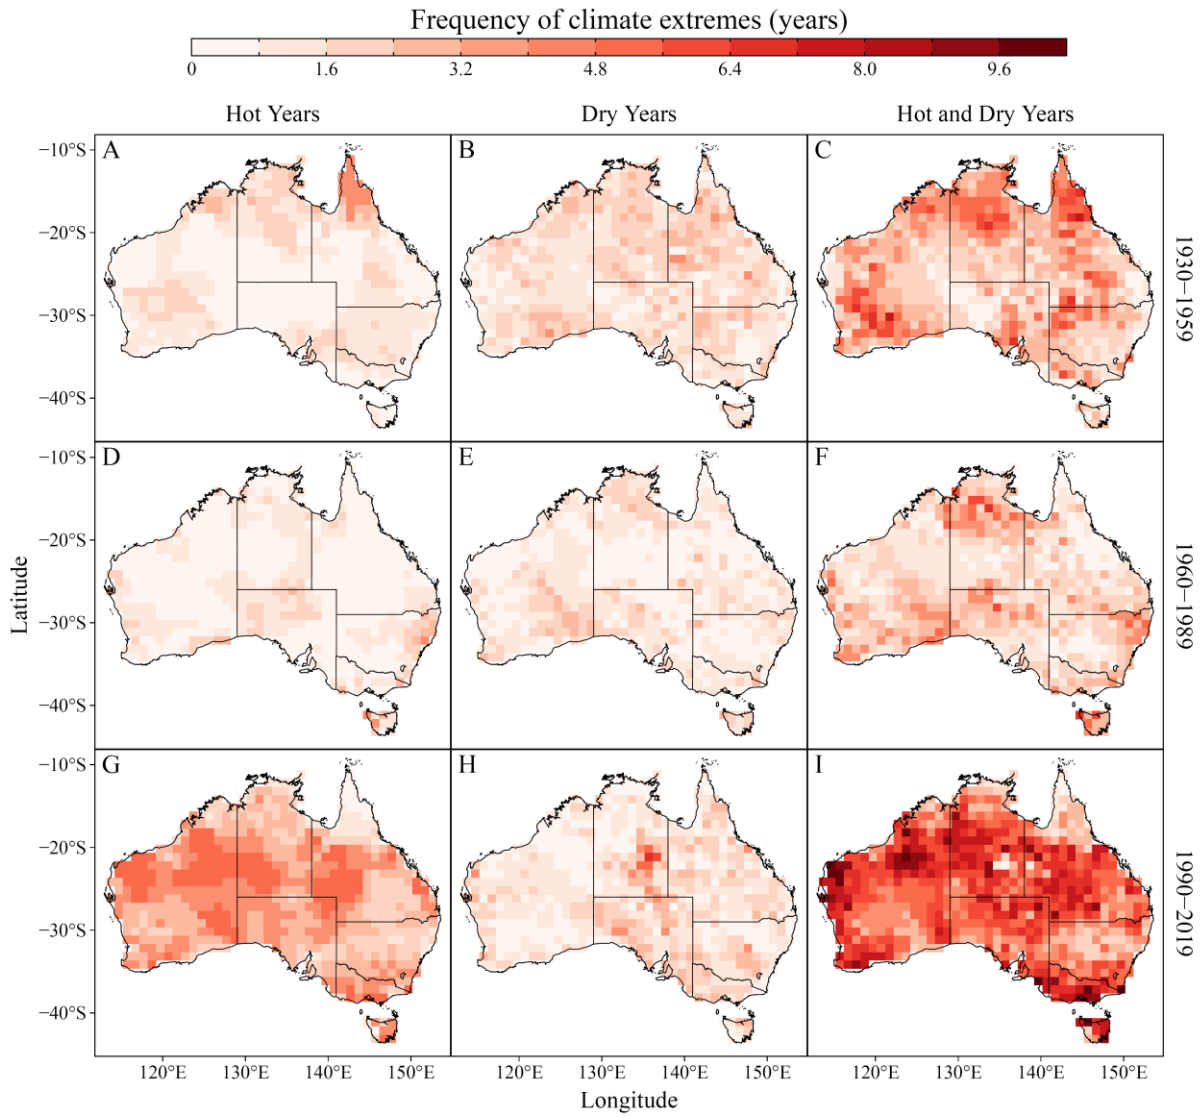 Frequency of climate extremes (years)
0 1.6 3.2 4.8 6.4 8.0 9.6
Hot Years Dry Years Hot and Dry Years
A B C
−10°S
−20°S
−30°S
−40°S
1930−1959
D E F
−10°S
−20°S
−30°S
−40°S
1960−1989
G H I
−10°S
−20°S
−30°S
−40°S
1990−2019
Latitude
120°E 130°E 140°E 150°E 120°E 130°E 140°E 150°E 120°E 130°E 140°E 150°E
Longitude